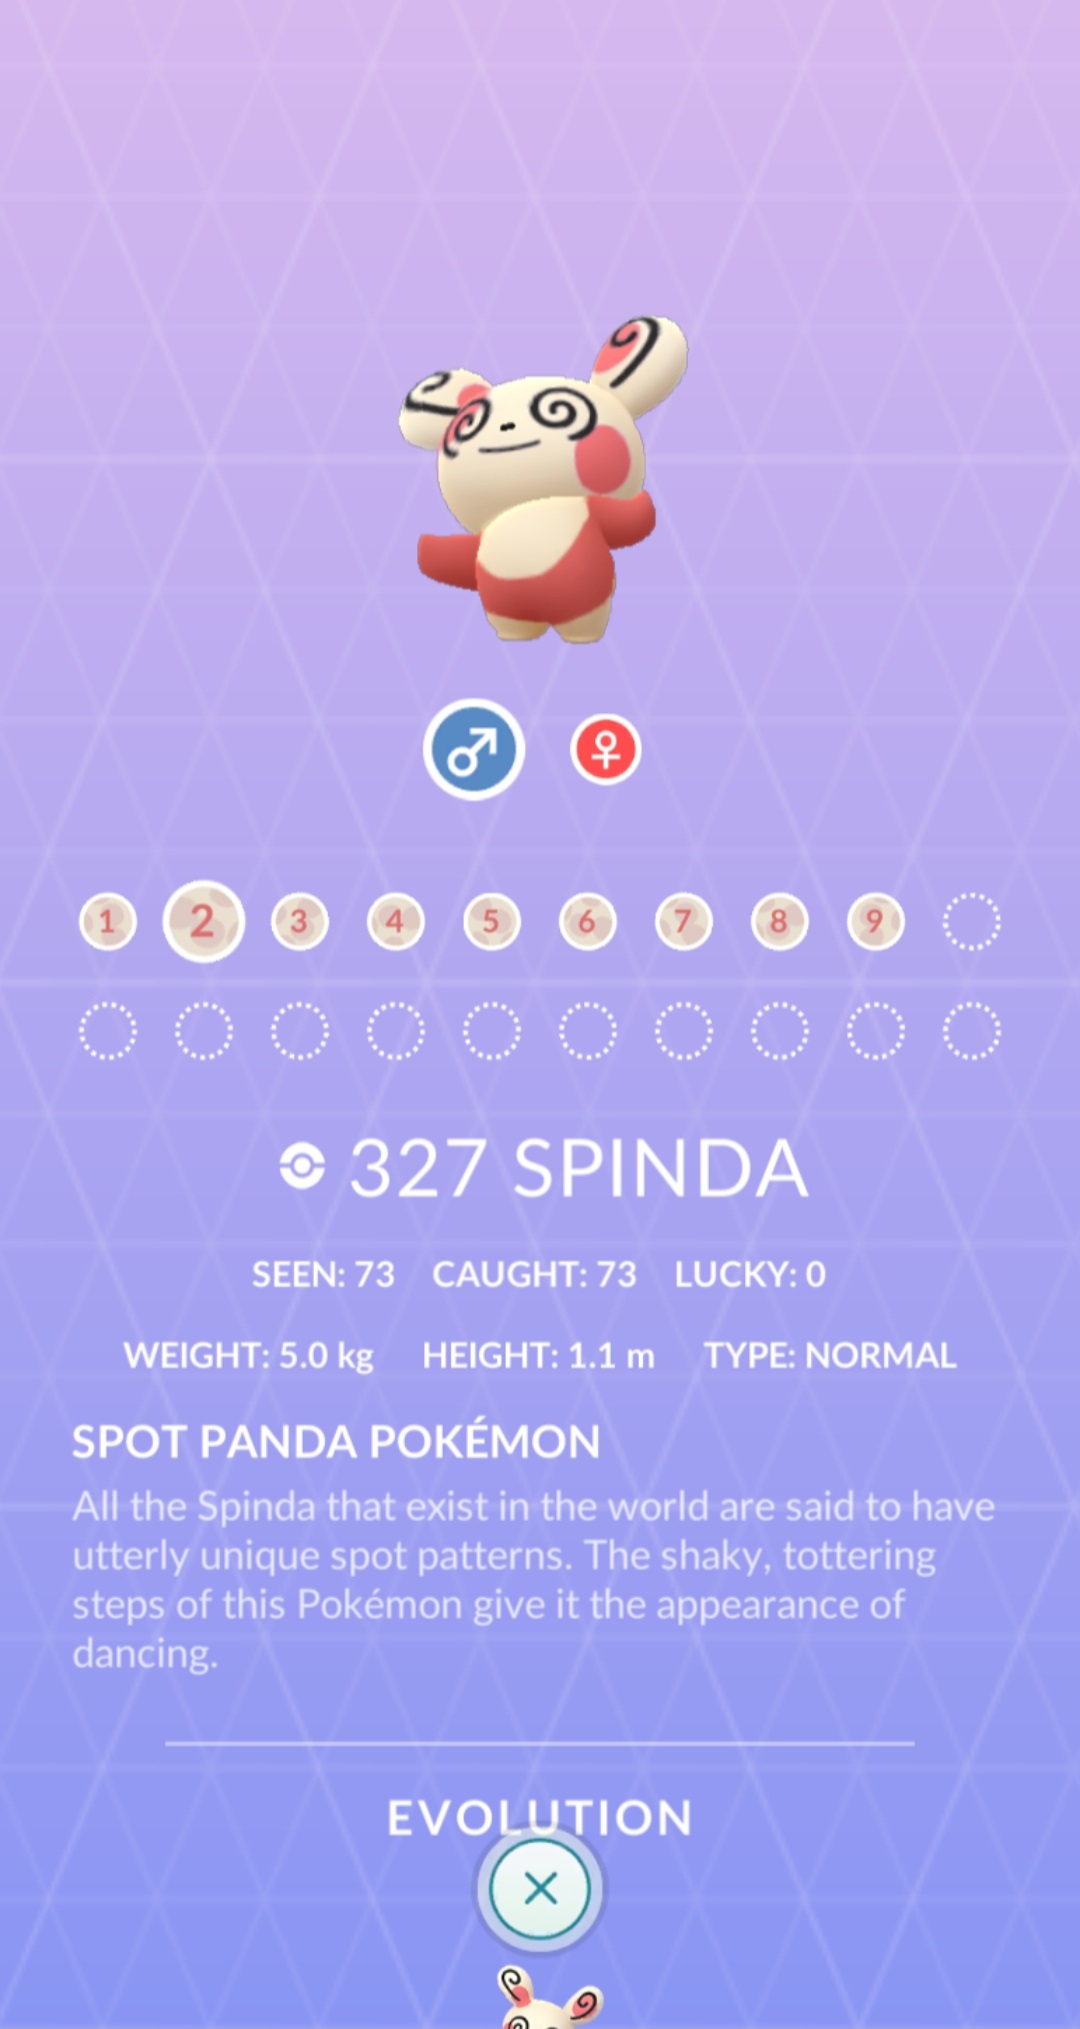 1 2 3 4 5 6 7 8 9
327 SPINDA
SEEN: 73 CAUGHT: 73 LUCKY: 0
WEIGHT: 5.0 kg HEIGHT: 1.1 m TYPE: NORMAL
SPOT PANDA POKÉMON
All the Spinda that exist in the world are said to have
utterly unique spot patterns. The shaky, tottering
steps of this Pokémon give it the appearance of
dancing.
EVOLUTION